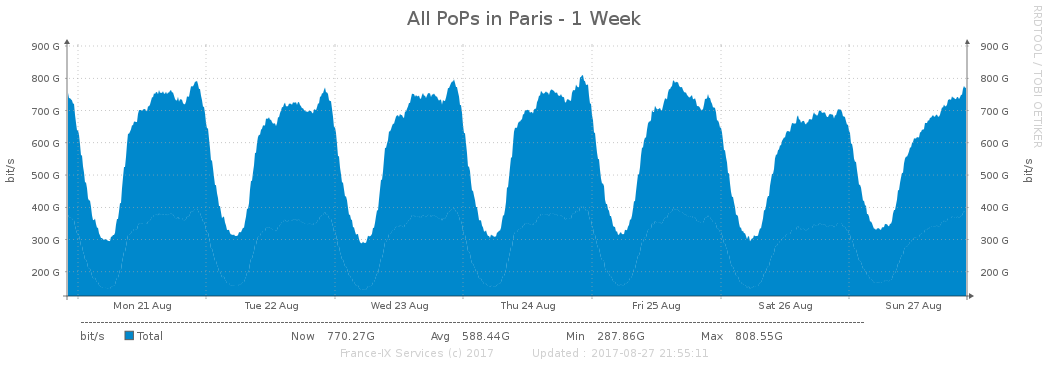 All PoPs in Paris - 1 Week
RRDTOOL / TOBI OETIKER
900 G 900 G
800 G 800 G
700 G 700 G
600 G 600 G
500 G 500 G
400 G 400 G
300 G 300 G
200 G 200 G
bit/s
bit/s
Mon 21 Aug Tue 22 Aug Wed 23 Aug Thu 24 Aug Fri 25 Aug Sat 26 Aug Sun 27 Aug
bit/s Total Now 770.27G Avg 588.44G Min 287.86G Max 808.55G
France-IX Services (c) 2017 Updated : 2017-08-27 21:55:11